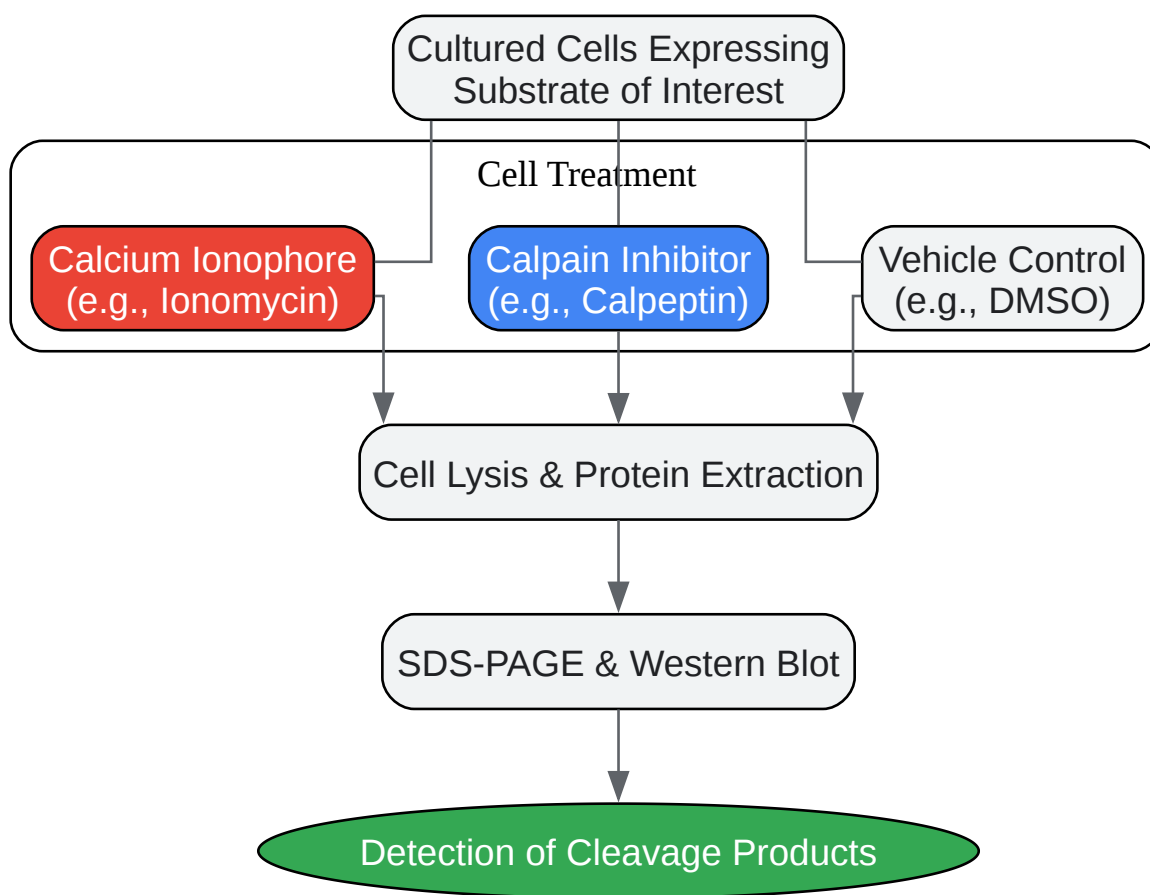 Cultured Cells Expressing
Substrate of Interest
Cell Treatment
Calcium Ionophore
(e.g., Ionomycin)
Calpain Inhibitor
(e.g., Calpeptin)
Vehicle Control
(e.g., DMSO)
Cell Lysis & Protein Extraction
SDS-PAGE & Western Blot
Detection of Cleavage Products